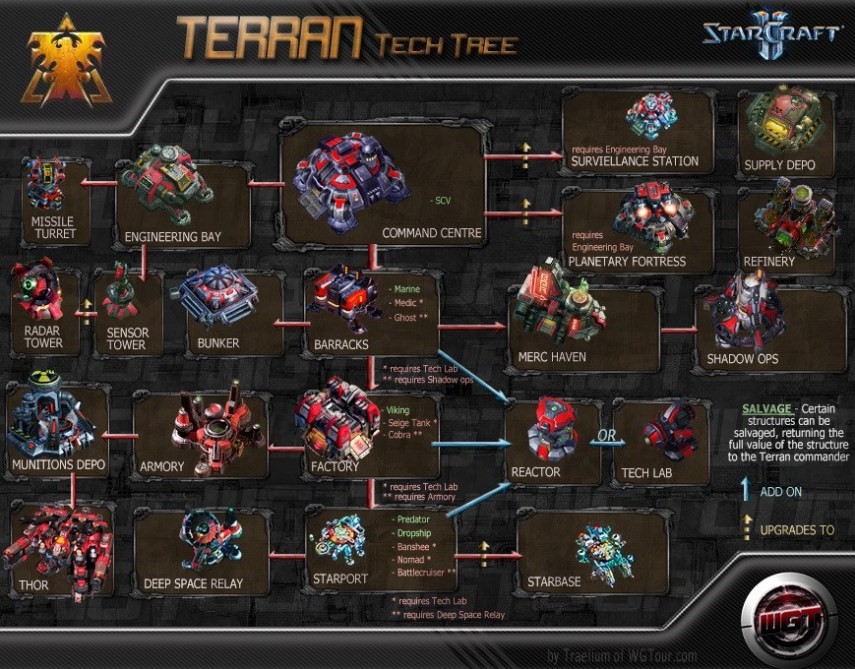 TERRAN TECH TREE
STARCRAFT
II
requires Engineering Bay
SURVIELLANCE STATION
SUPPLY DEPO
MISSILE
TURRET
ENGINEERING BAY
- SCV
COMMAND CENTRE
requires
Engineering Bay
PLANETARY FORTRESS
REFINERY
RADAR
TOWER
SENSOR
TOWER
BUNKER
- Marine
- Medic *
- Ghost **
BARRACKS
MERC HAVEN
SHADOW OPS
* requires Tech Lab
** requires Shadow ops
MUNITIONS DEPO
ARMORY
- Viking
- Seige Tank *
- Cobra **
FACTORY
REACTOR
OR
TECH LAB
SALVAGE - Certain
structures can be
salvaged, returning the
full value of the structure
to the Terran commander
* requires Tech Lab
** requires Armory
ADD ON
UPGRADES TO
THOR
DEEP SPACE RELAY
- Predator
- Dropship
- Banshee *
- Nomad *
- Battlecruiser **
STARPORT
STARBASE
* requires Tech Lab
** requires Deep Space Relay
WGT
by Traelium of WGTour.com